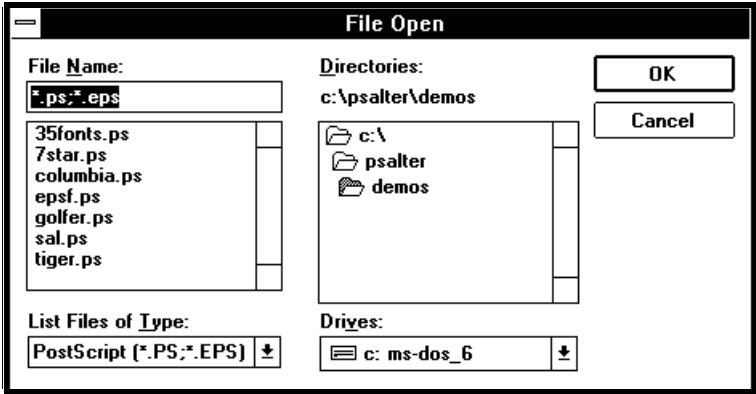 File Open
File Name:
*.ps;*.eps
35fonts.ps
7star.ps
columbia.ps
epsf.ps
golfer.ps
sal.ps
tiger.ps
List Files of Type:
PostScript (*.PS;*.EPS)
Directories:
c:\psalter\demos
c:\
psalter
demos
Drives:
c: ms-dos_6
OK
Cancel